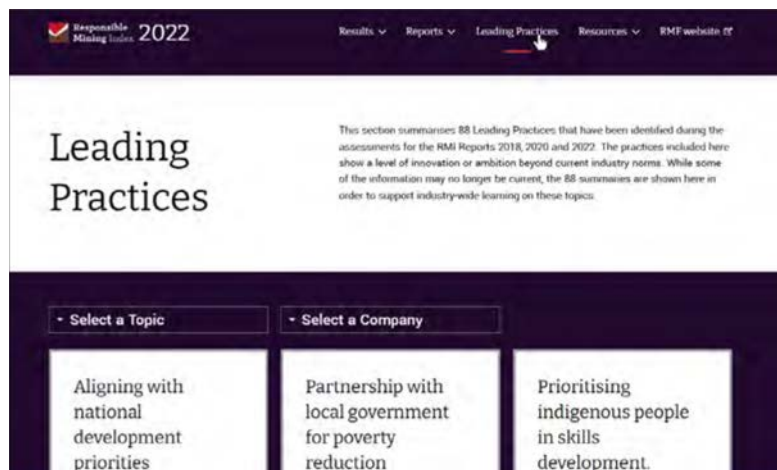 Responsible
Mining Index 2022
Results Reports Leading Practices Resources RMF website
Leading
Practices
This section summarises 88 Leading Practices that have been identified during the
assessments for the RMI Reports 2018, 2020 and 2022. The practices included here
show a level of innovation or ambition beyond current industry norms. While some
of the information may no longer be current, the 88 summaries are shown here in
order to support industry-wide learning on these topics.
Select a Topic
Select a Company
Aligning with
national
development
priorities
Partnership with
local government
for poverty
reduction
Prioritising
indigenous people
in skills
development,